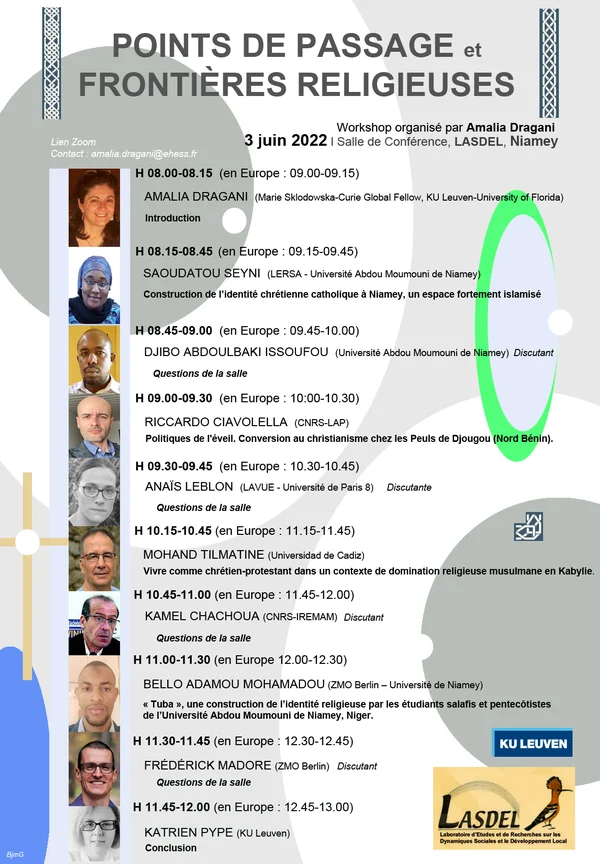 POINTS DE PASSAGE et
FRONTIÈRES RELIGIEUSES
Workshop organisé par Amalia Dragani
Lien Zoom
Contact : amalia.dragani@ehess.fr
3 juin 2022 I Salle de Conférence, LASDEL, Niamey
H 08.00-08.15 (en Europe : 09.00-09.15)
AMALIA DRAGANI (Marie Sklodowska-Curie Global Fellow, KU Leuven-University of Florida)
Introduction
H 08.15-08.45 (en Europe : 09.15-09.45)
SAOUDATOU SEYNI (LERSA - Université Abdou Moumouni de Niamey)
Construction de l'identité chrétienne catholique à Niamey, un espace fortement islamisé
H 08.45-09.00 (en Europe : 09.45-10.00)
DJIBO ABDOULBAKI ISSOUFOU (Université Abdou Moumouni de Niamey) Discutant
Questions de la salle
H 09.00-09.30 (en Europe : 10:00-10.30)
RICCARDO CIAVOLELLA (CNRS-LAP)
Politiques de l'éveil. Conversion au christianisme chez les Peuls de Djougou (Nord Bénin).
H 09.30-09.45 (en Europe : 10.30-10.45)
ANAÏS LEBLON (LAVUE - Université de Paris 8) Discutante
Questions de la salle
H 10.15-10.45 (en Europe : 11.15-11.45)
MOHAND TILMATINE (Universidad de Cadiz)
Vivre comme chrétien-protestant dans un contexte de domination religieuse musulmane en Kabylie.
H 10.45-11.00 (en Europe : 11.45-12.00)
KAMEL CHACHOUA (CNRS-IREMAM) Discutant
Questions de la salle
H 11.00-11.30 (en Europe 12.00-12.30)
BELLO ADAMOU MOHAMADOU (ZMO Berlin – Université de Niamey)
« Tuba », une construction de l'identité religieuse par les étudiants salafis et pentecôtistes
de l'Université Abdou Moumouni de Niamey, Niger.
H 11.30-11.45 (en Europe : 12.30-12.45)
FRÉDÉRICK MADORE (ZMO Berlin) Discutant
Questions de la salle
H 11.45-12.00 (en Europe : 12.45-13.00)
KATRIEN PYPE (KU Leuven)
Conclusion
KU LEUVEN
LASDEL
Laboratoire d'Etudes et de Recherches sur les
Dynamiques Sociales et le Développement Local
BjmG